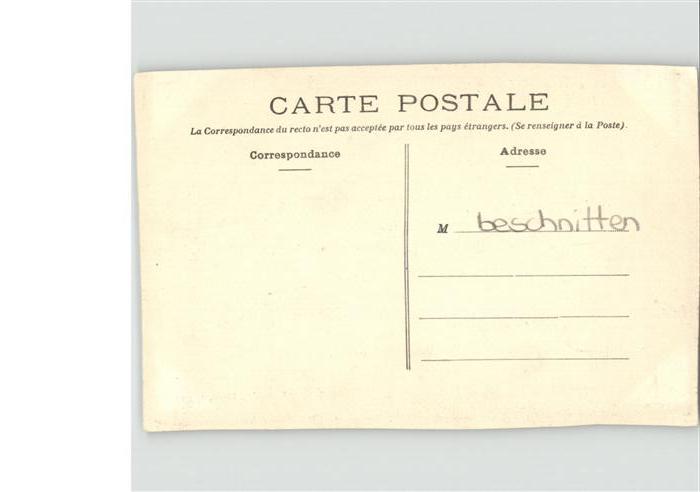 CARTE POSTALE
La Correspondance du recto n'est pas acceptée par tous les pays étrangers. (Se renseigner à la Poste).
Correspondance
Adresse
M beschnitten